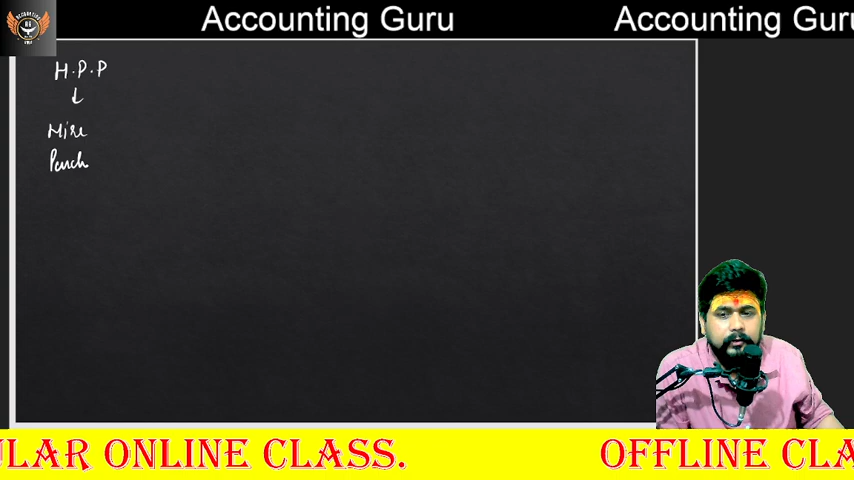 Accounting Guru
Accounting Guru
H.P.P
↓
Hire
Purch
ULAR ONLINE CLASS.
OFFLINE CLA